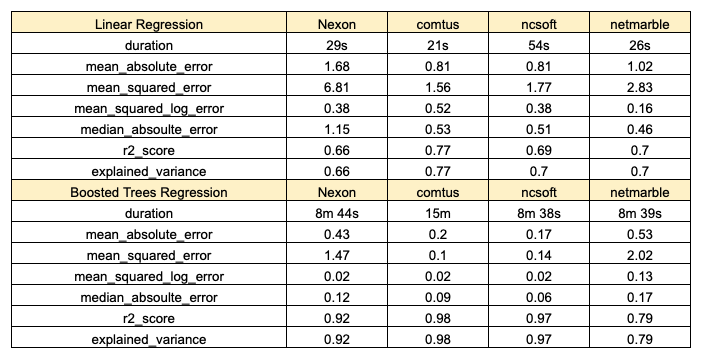 Linear Regression Nexon comtus ncsoft netmarble
duration 29s 21s 54s 26s
mean_absolute_error 1.68 0.81 0.81 1.02
mean_squared_error 6.81 1.56 1.77 2.83
mean_squared_log_error 0.38 0.52 0.38 0.16
median_absoulte_error 1.15 0.53 0.51 0.46
r2_score 0.66 0.77 0.69 0.7
explained_variance 0.66 0.77 0.7 0.7
Boosted Trees Regression Nexon comtus ncsoft netmarble
duration 8m 44s 15m 8m 38s 8m 39s
mean_absolute_error 0.43 0.2 0.17 0.53
mean_squared_error 1.47 0.1 0.14 2.02
mean_squared_log_error 0.02 0.02 0.02 0.13
median_absoulte_error 0.12 0.09 0.06 0.17
r2_score 0.92 0.98 0.97 0.79
explained_variance 0.92 0.98 0.97 0.79